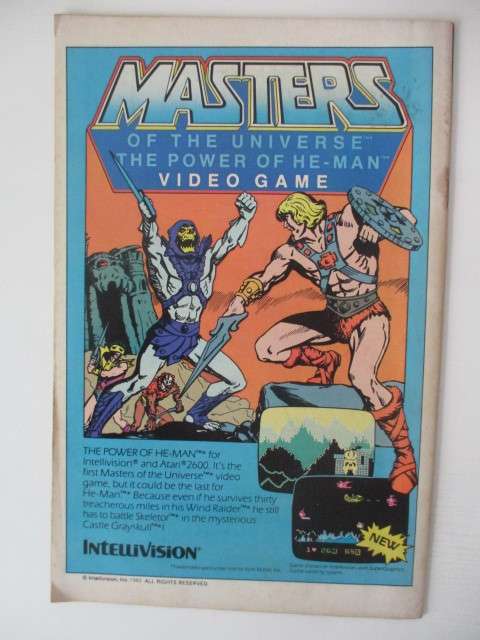 MASTERS
OF THE UNIVERSE™
THE POWER OF HE-MAN™
VIDEO GAME
THE POWER OF HE-MAN™* for
Intellivision® and Atari® 2600. It's the
first Masters of the Universe™* video
game, but it could be the last for
He-Man™* Because even if he survives thirty
treacherous miles in his Wind Raider™* he still
has to battle Skeletor™* in the mysterious
Castle Grayskull™*!
INTELLIVISION®
NEW
© Intellivision, Inc. ALL RIGHTS RESERVED